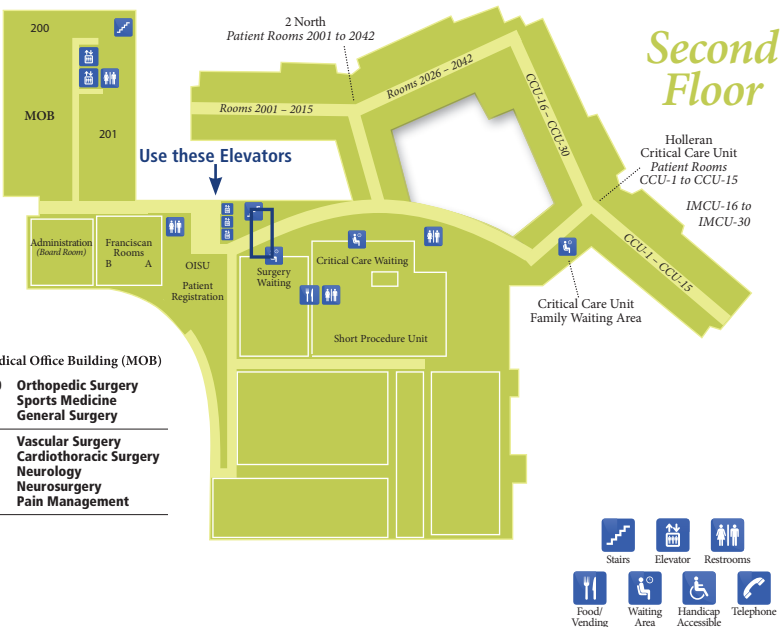 Second
Floor
2 North
Patient Rooms 2001 to 2042
200
MOB
201
Rooms 2001 – 2015
Rooms 2026 – 2042
CCU-16 – CCU-30
CCU-1 – CCU-15
Holleran
Critical Care Unit
Patient Rooms
CCU-1 to CCU-15
IMCU-16 to
IMCU-30
Use these Elevators
Administration
(Board Room)
Franciscan
Rooms
B A
OISU
Patient
Registration
Surgery
Waiting
Critical Care Waiting
Short Procedure Unit
Critical Care Unit
Family Waiting Area
dical Office Building (MOB)
Orthopedic Surgery
Sports Medicine
General Surgery
Vascular Surgery
Cardiothoracic Surgery
Neurology
Neurosurgery
Pain Management
Stairs
Elevator
Restrooms
Food/
Vending
Waiting
Area
Handicap
Accessible
Telephone